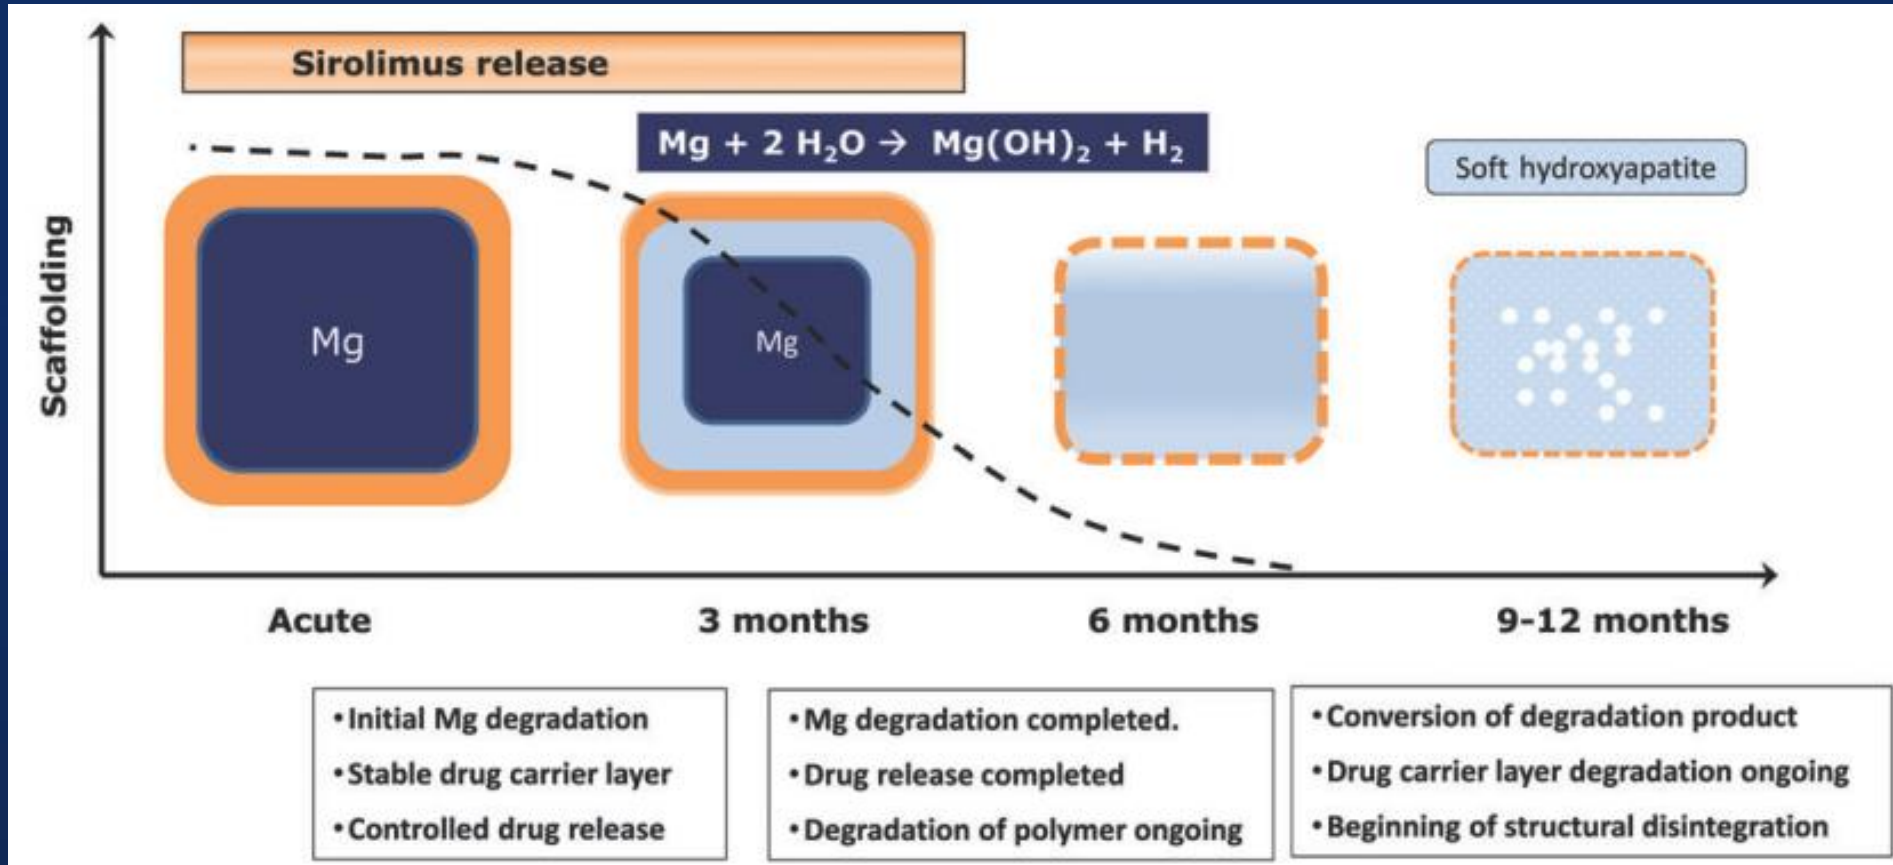 Sirolimus release
Mg + 2 H₂O → Mg(OH)₂ + H₂
Soft hydroxyapatite
Scaffolding
Mg
Mg
Acute
3 months
6 months
9-12 months
•Initial Mg degradation
•Stable drug carrier layer
•Controlled drug release
•Mg degradation completed.
•Drug release completed
•Degradation of polymer ongoing
•Conversion of degradation product
•Drug carrier layer degradation ongoing
•Beginning of structural disintegration